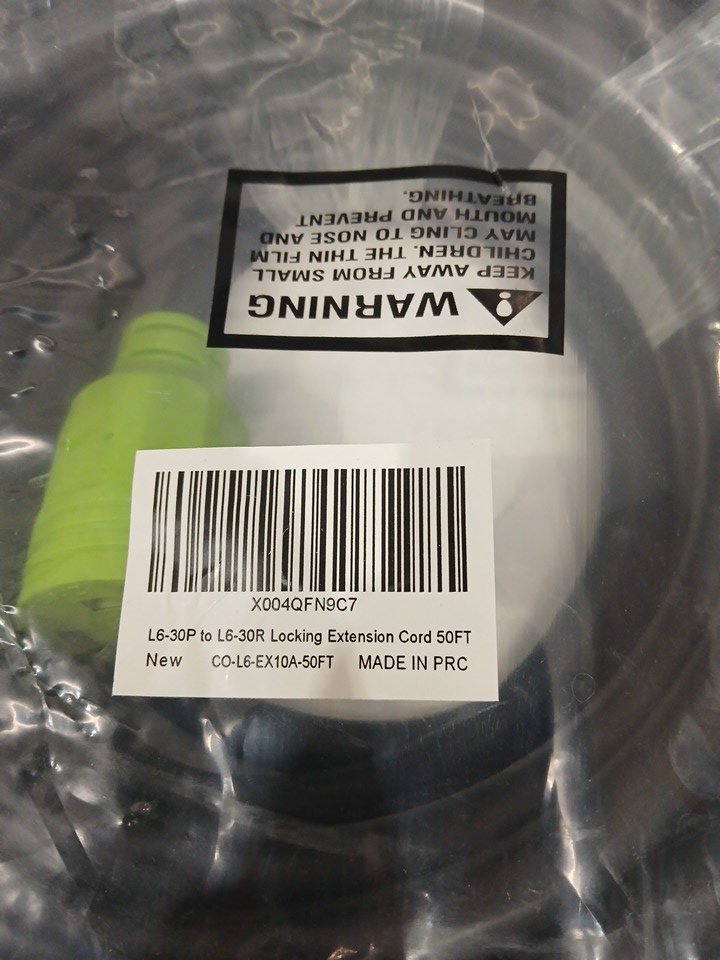 WARNING
KEEP AWAY FROM SMALL
CHILDREN. THE THIN FILM
MAY CLING TO NOSE AND
MOUTH AND PREVENT
BREATHING.
X004QFN9C7
L6-30P to L6-30R Locking Extension Cord 50FT
New CO-L6-EX10A-50FT MADE IN PRC